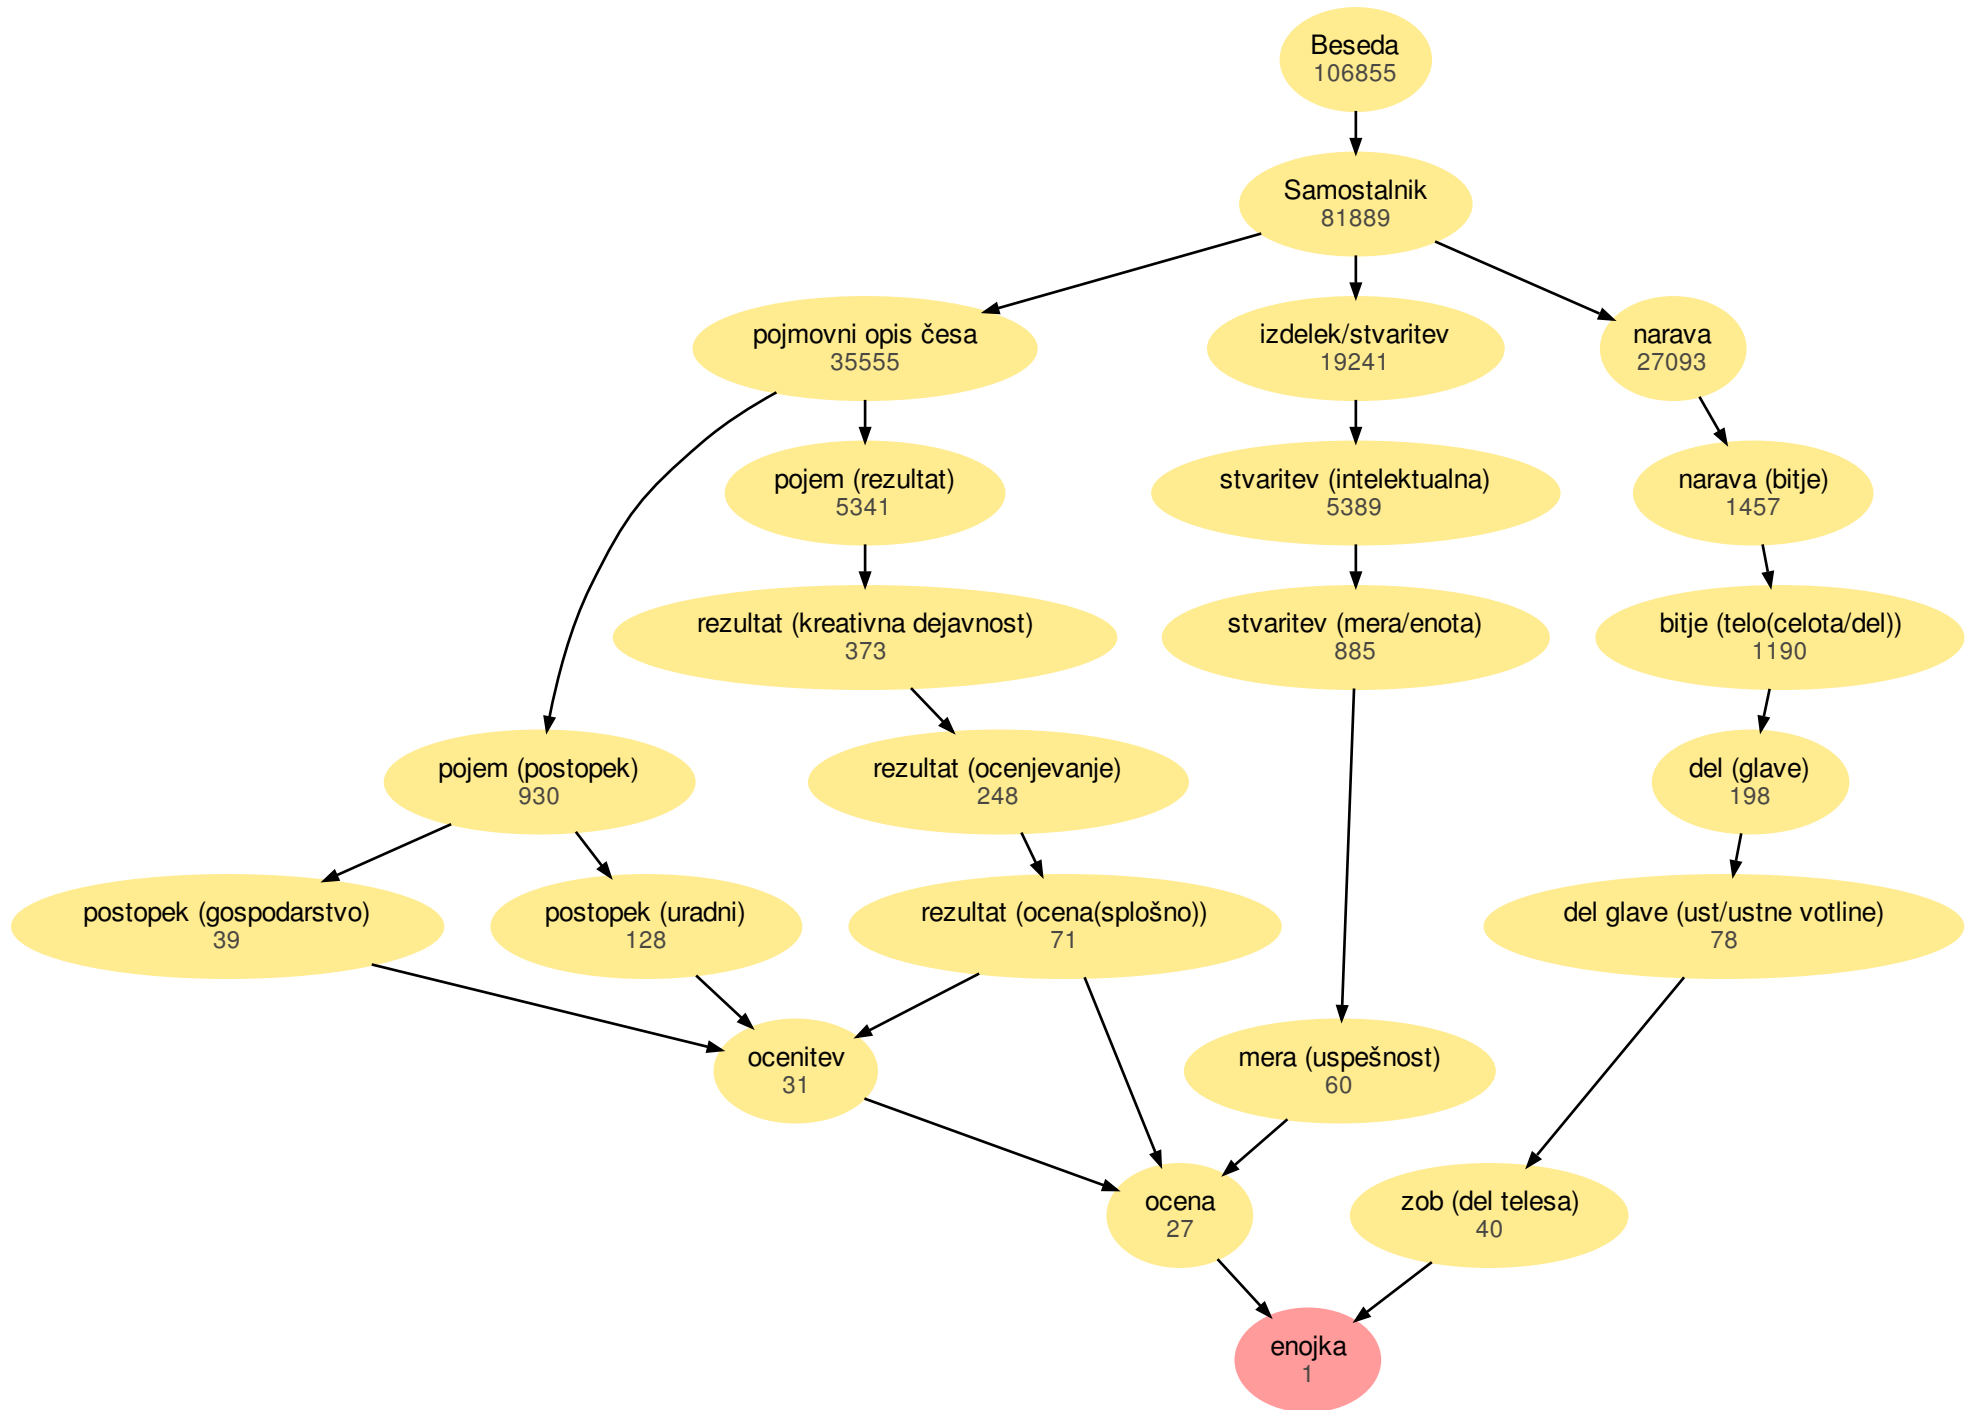 Beseda
106855
Samostalnik
81889
pojmovni opis česa
35555
izdelek/stvaritev
19241
narava
27093
pojem (rezultat)
5341
stvaritev (intelektualna)
5389
narava (bitje)
1457
rezultat (kreativna dejavnost)
373
stvaritev (mera/enota)
885
bitje (telo(celota/del))
1190
pojem (postopek)
930
rezultat (ocenjevanje)
248
del (glave)
198
postopek (gospodarstvo)
39
postopek (uradni)
128
rezultat (ocena(splošno))
71
del glave (ust/ustne votline)
78
ocenitev
31
mera (uspešnost)
60
ocena
27
zob (del telesa)
40
enojka
1